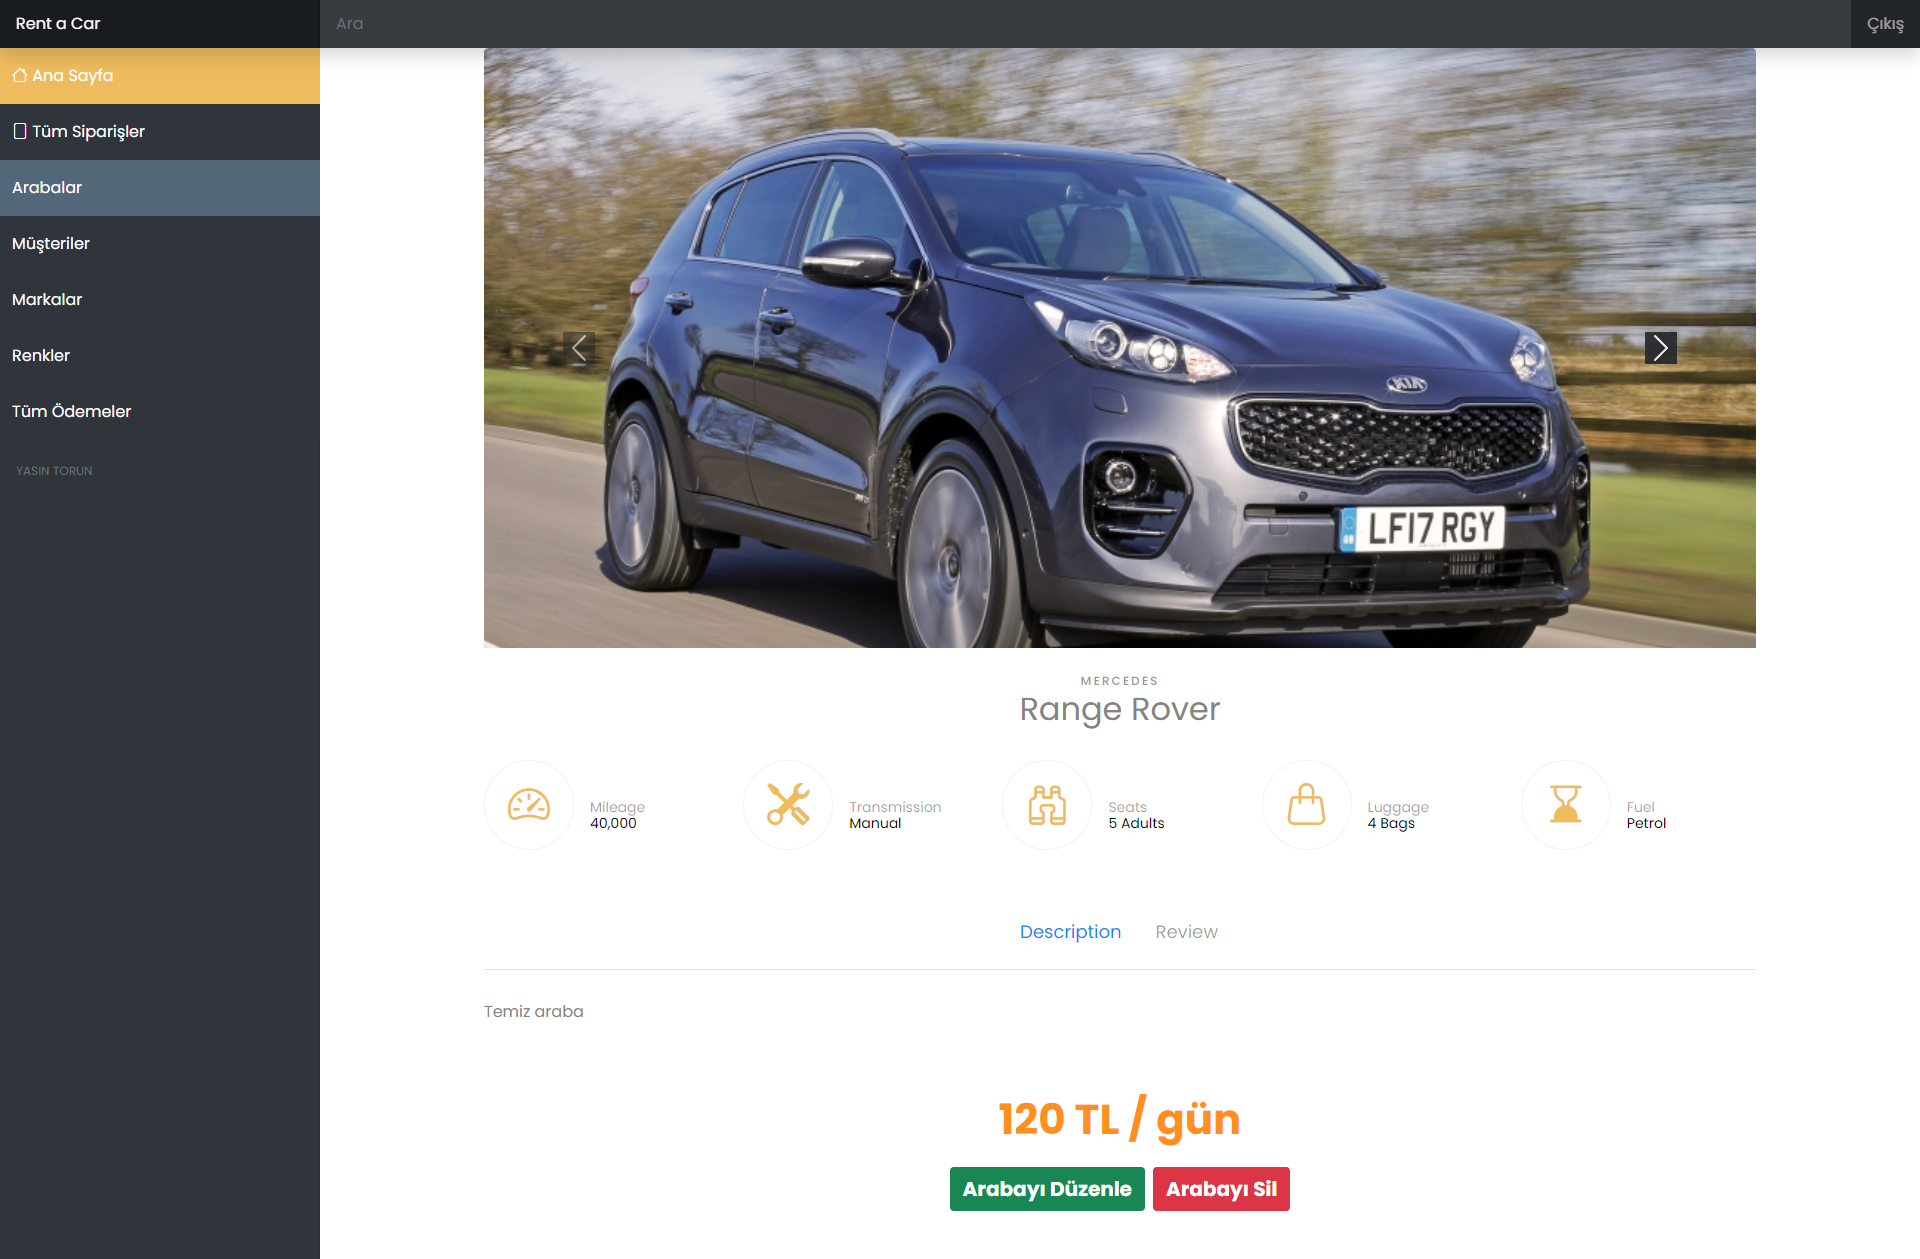 Rent a Car
Ara
Çıkış
Ana Sayfa
Tüm Siparişler
Arabalar
Müşteriler
Markalar
Renkler
Tüm Ödemeler
YASIN TORUN
KIA
GB
LF17 RGY
MERCEDES
Range Rover
Mileage
40,000
Transmission
Manual
Seats
5 Adults
Luggage
4 Bags
Fuel
Petrol
Description
Review
Temiz araba
120 TL / gün
Arabayı Düzenle
Arabayı Sil